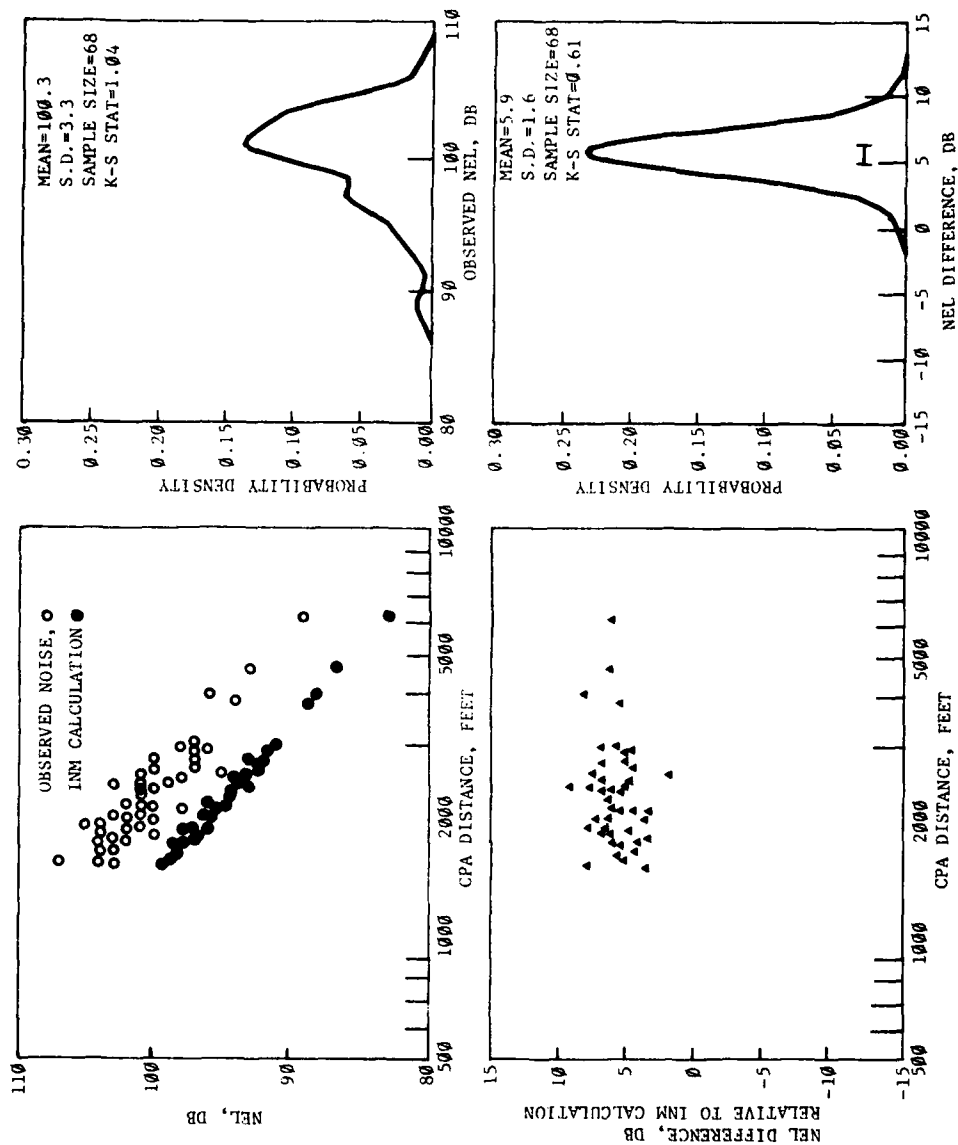 110
100
90
80
NEL, DB
OBSERVED NOISE, o
INM CALCULATION ●
500
1000
2000
5000
10000
CPA DISTANCE, FEET
0.30
0.25
0.20
0.15
0.10
0.05
0.00
PROBABILITY DENSITY
MEAN=100.3
S.D.=3.3
SAMPLE SIZE=68
K-S STAT=1.04
80
90
100
110
OBSERVED NEL, DB
15
10
5
0
-5
-10
-15
NEL DIFFERENCE, DB
RELATIVE TO INM CALCULATION
500
1000
2000
5000
10000
CPA DISTANCE, FEET
0.30
0.25
0.20
0.15
0.10
0.05
0.00
PROBABILITY DENSITY
MEAN=5.9
S.D.=1.6
SAMPLE SIZE=68
K-S STAT=0.61
-15
-10
-5
0
5
10
15
NEL DIFFERENCE, DB